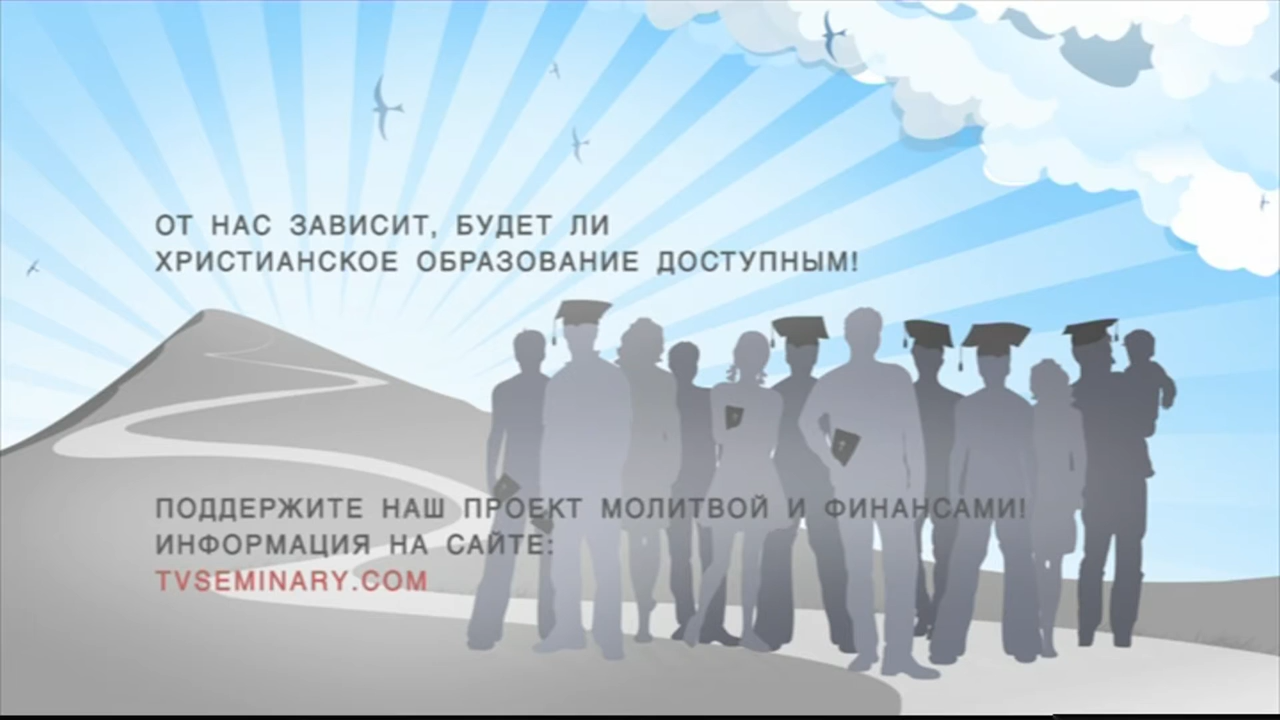 ОТ НАС ЗАВИСИТ, БУДЕТ ЛИ
ХРИСТИАНСКОЕ ОБРАЗОВАНИЕ ДОСТУПНЫМ!
ПОДДЕРЖИТЕ НАШ ПРОЕКТ МОЛИТВОЙ И ФИНАНСАМИ!
ИНФОРМАЦИЯ НА САЙТЕ:
TVSEMINARY.COM